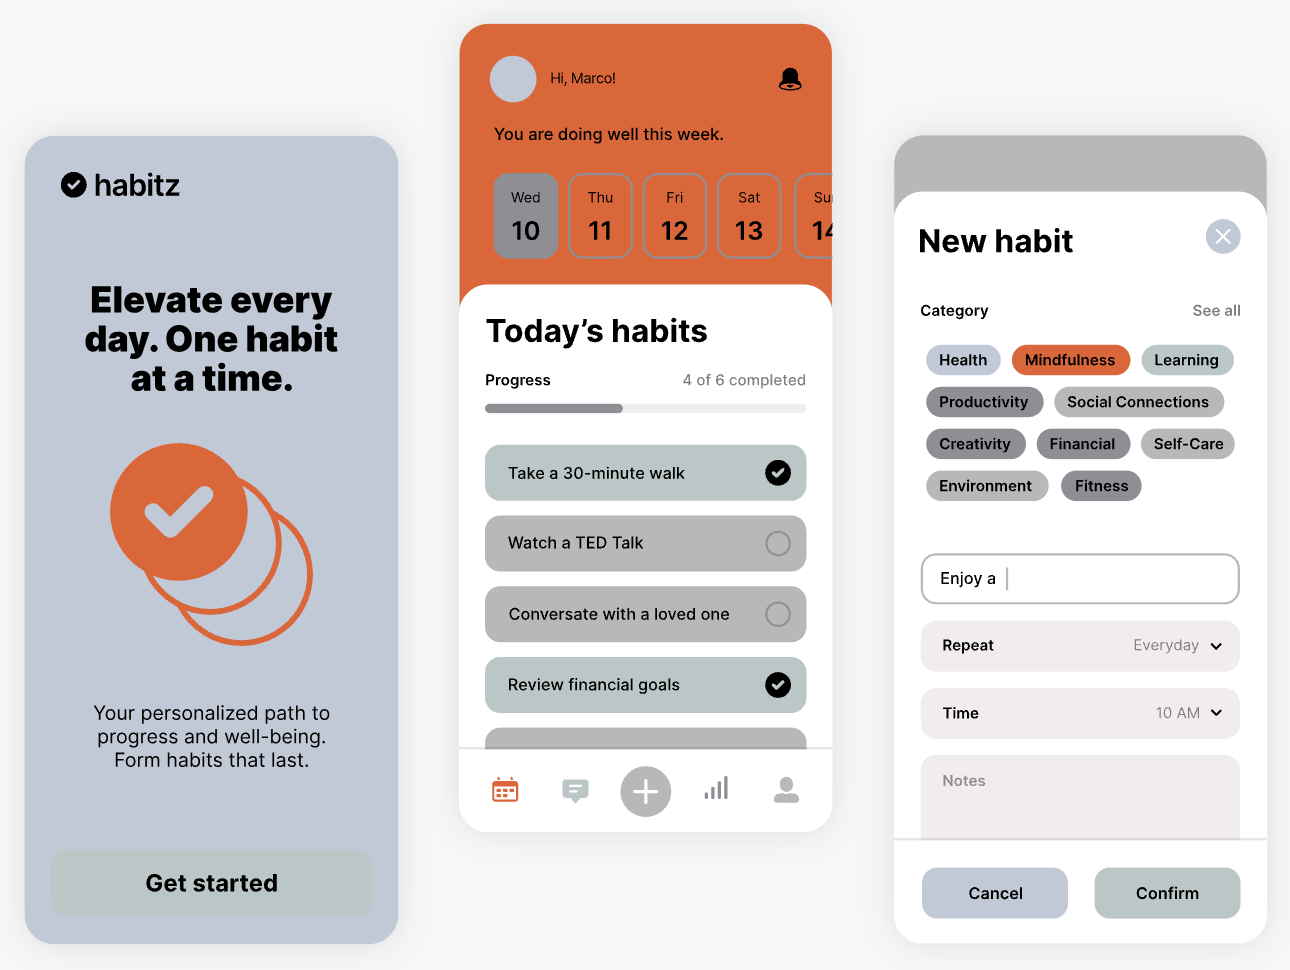 habitz
Elevate every
day. One habit
at a time.
Your personalized path to
progress and well-being.
Form habits that last.
Get started
Hi, Marco!
You are doing well this week.
Wed Thu Fri Sat Sun
10 11 12 13 14
Today’s habits
Progress 4 of 6 completed
Take a 30-minute walk
Watch a TED Talk
Conversate with a loved one
Review financial goals
New habit
Category See all
Health Mindfulness Learning
Productivity Social Connections
Creativity Financial Self-Care
Environment Fitness
Enjoy a
Repeat Everyday
Time 10 AM
Notes
Cancel Confirm